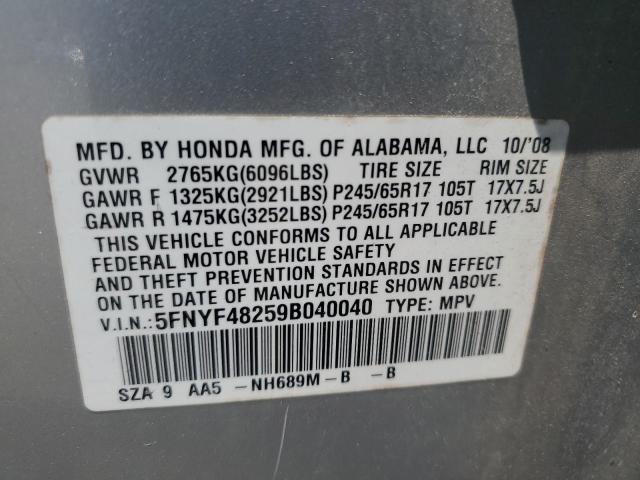 MFD. BY HONDA MFG. OF ALABAMA, LLC 10/'08
GVWR 2765KG(6096LBS) TIRE SIZE RIM SIZE
GAWR F 1325KG(2921LBS) P245/65R17 105T 17X7.5J
GAWR R 1475KG(3252LBS) P245/65R17 105T 17X7.5J
THIS VEHICLE CONFORMS TO ALL APPLICABLE
FEDERAL MOTOR VEHICLE SAFETY
AND THEFT PREVENTION STANDARDS IN EFFECT
ON THE DATE OF MANUFACTURE SHOWN ABOVE.
V.I.N.:5FNYF48259B040040 TYPE: MPV
SZA 9 AA5 -NH689M-B -B